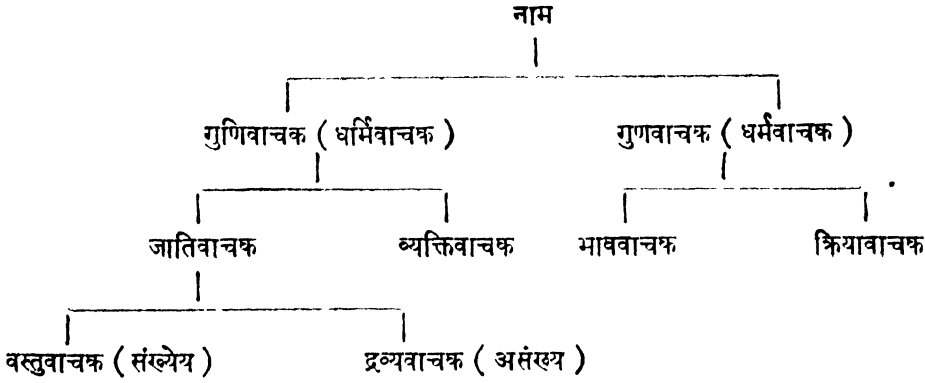 नाम
गुणिवाचक ( धर्मिवाचक ) गुणवाचक ( धर्मवाचक )
जातिवाचक व्यक्तिवाचक भाववाचक क्रियावाचक
वस्तुवाचक ( संख्येय ) द्रव्यवाचक ( असंख्य )